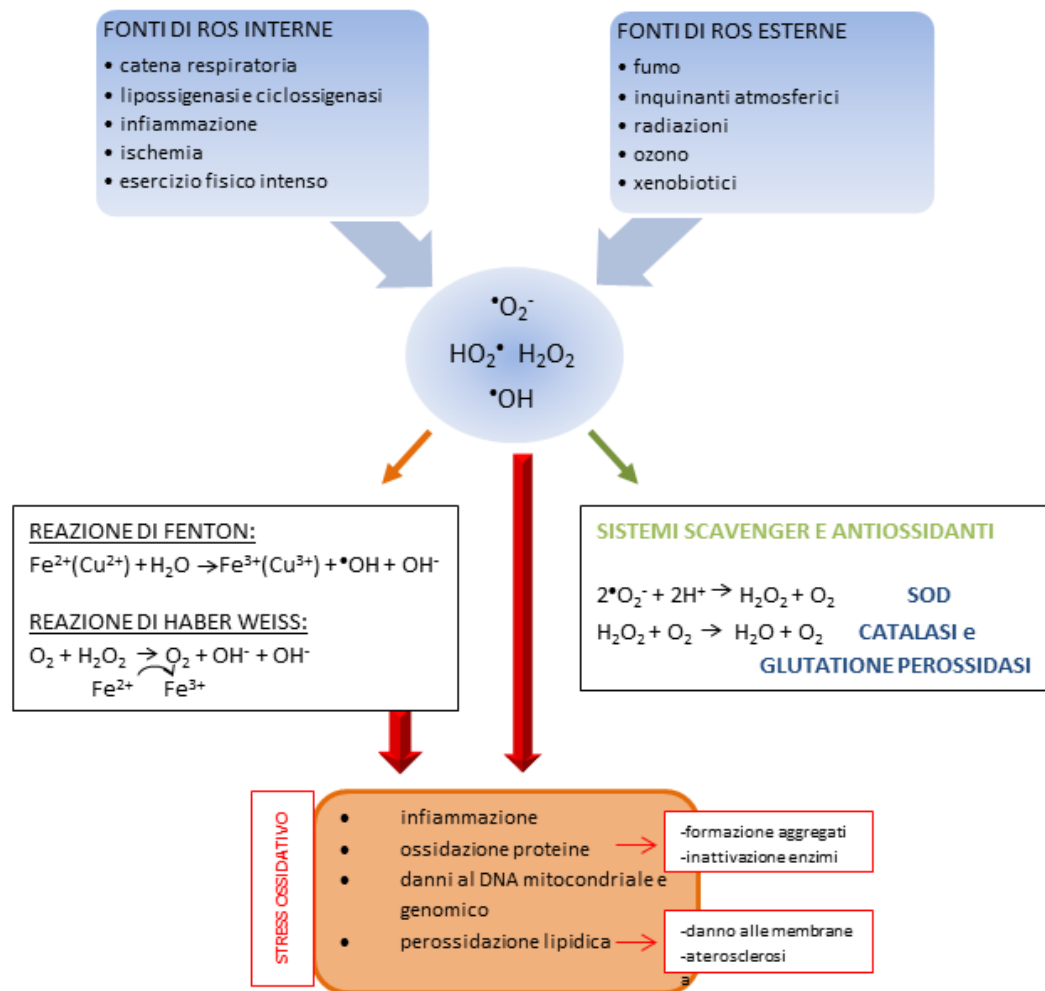 FONTI DI ROS INTERNE
• catena respiratoria
• lipossigenasi e ciclossigenasi
• infiammazione
• ischemia
• esercizio fisico intenso
FONTI DI ROS ESTERNE
• fumo
• inquinanti atmosferici
• radiazioni
• ozono
• xenobiotici
•O₂⁻
HO₂• H₂O₂
•OH
REAZIONE DI FENTON:
Fe²⁺(Cu²⁺) + H₂O →Fe³⁺(Cu³⁺) + •OH + OH⁻
REAZIONE DI HABER WEISS:
O₂ + H₂O₂ → O₂ + OH⁻ + OH⁻
Fe²⁺ Fe³⁺
SISTEMI SCAVENGER E ANTIOSSIDANTI
2•O₂⁻ + 2H⁺ → H₂O₂ + O₂ SOD
H₂O₂ + O₂ → H₂O + O₂ CATALASI e
GLUTATIONE PEROSSIDASI
STRESS OSSIDATIVO
• infiammazione
• ossidazione proteine
• danni al DNA mitocondriale e
genomico
• perossidazione lipidica
a
-formazione aggregati
-inattivazione enzimi
-danno alle membrane
-aterosclerosi